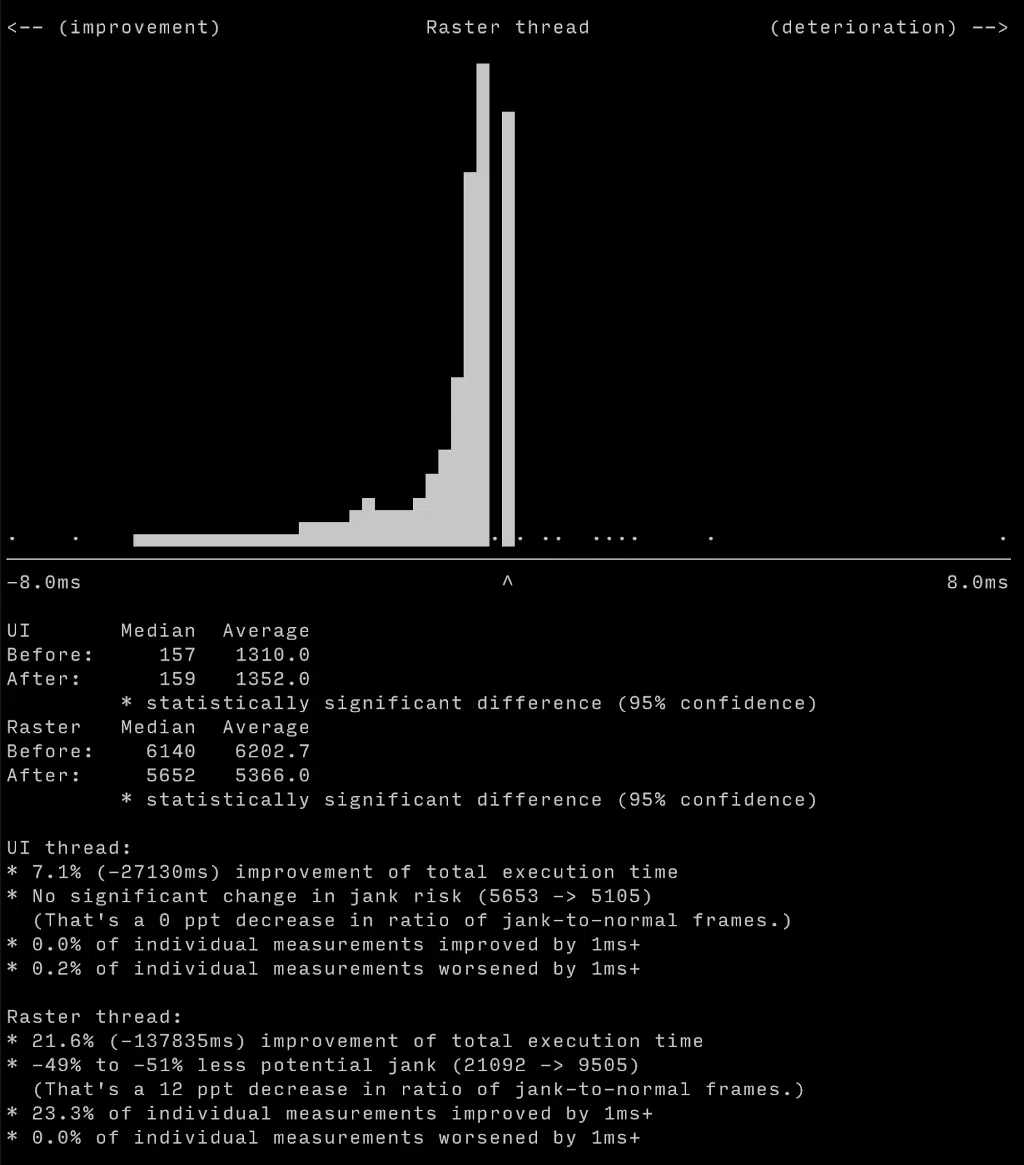 <-- (improvement) Raster thread (deterioration) -->
-8.0ms ^ 8.0ms
UI Median Average
Before: 157 1310.0
After: 159 1352.0
* statistically significant difference (95% confidence)
Raster Median Average
Before: 6140 6202.7
After: 5652 5366.0
* statistically significant difference (95% confidence)
UI thread:
* 7.1% (-27130ms) improvement of total execution time
* No significant change in jank risk (5653 -> 5105)
(That's a 0 ppt decrease in ratio of jank-to-normal frames.)
* 0.0% of individual measurements improved by 1ms+
* 0.2% of individual measurements worsened by 1ms+
Raster thread:
* 21.6% (-137835ms) improvement of total execution time
* -49% to -51% less potential jank (21092 -> 9505)
(That's a 12 ppt decrease in ratio of jank-to-normal frames.)
* 23.3% of individual measurements improved by 1ms+
* 0.0% of individual measurements worsened by 1ms+